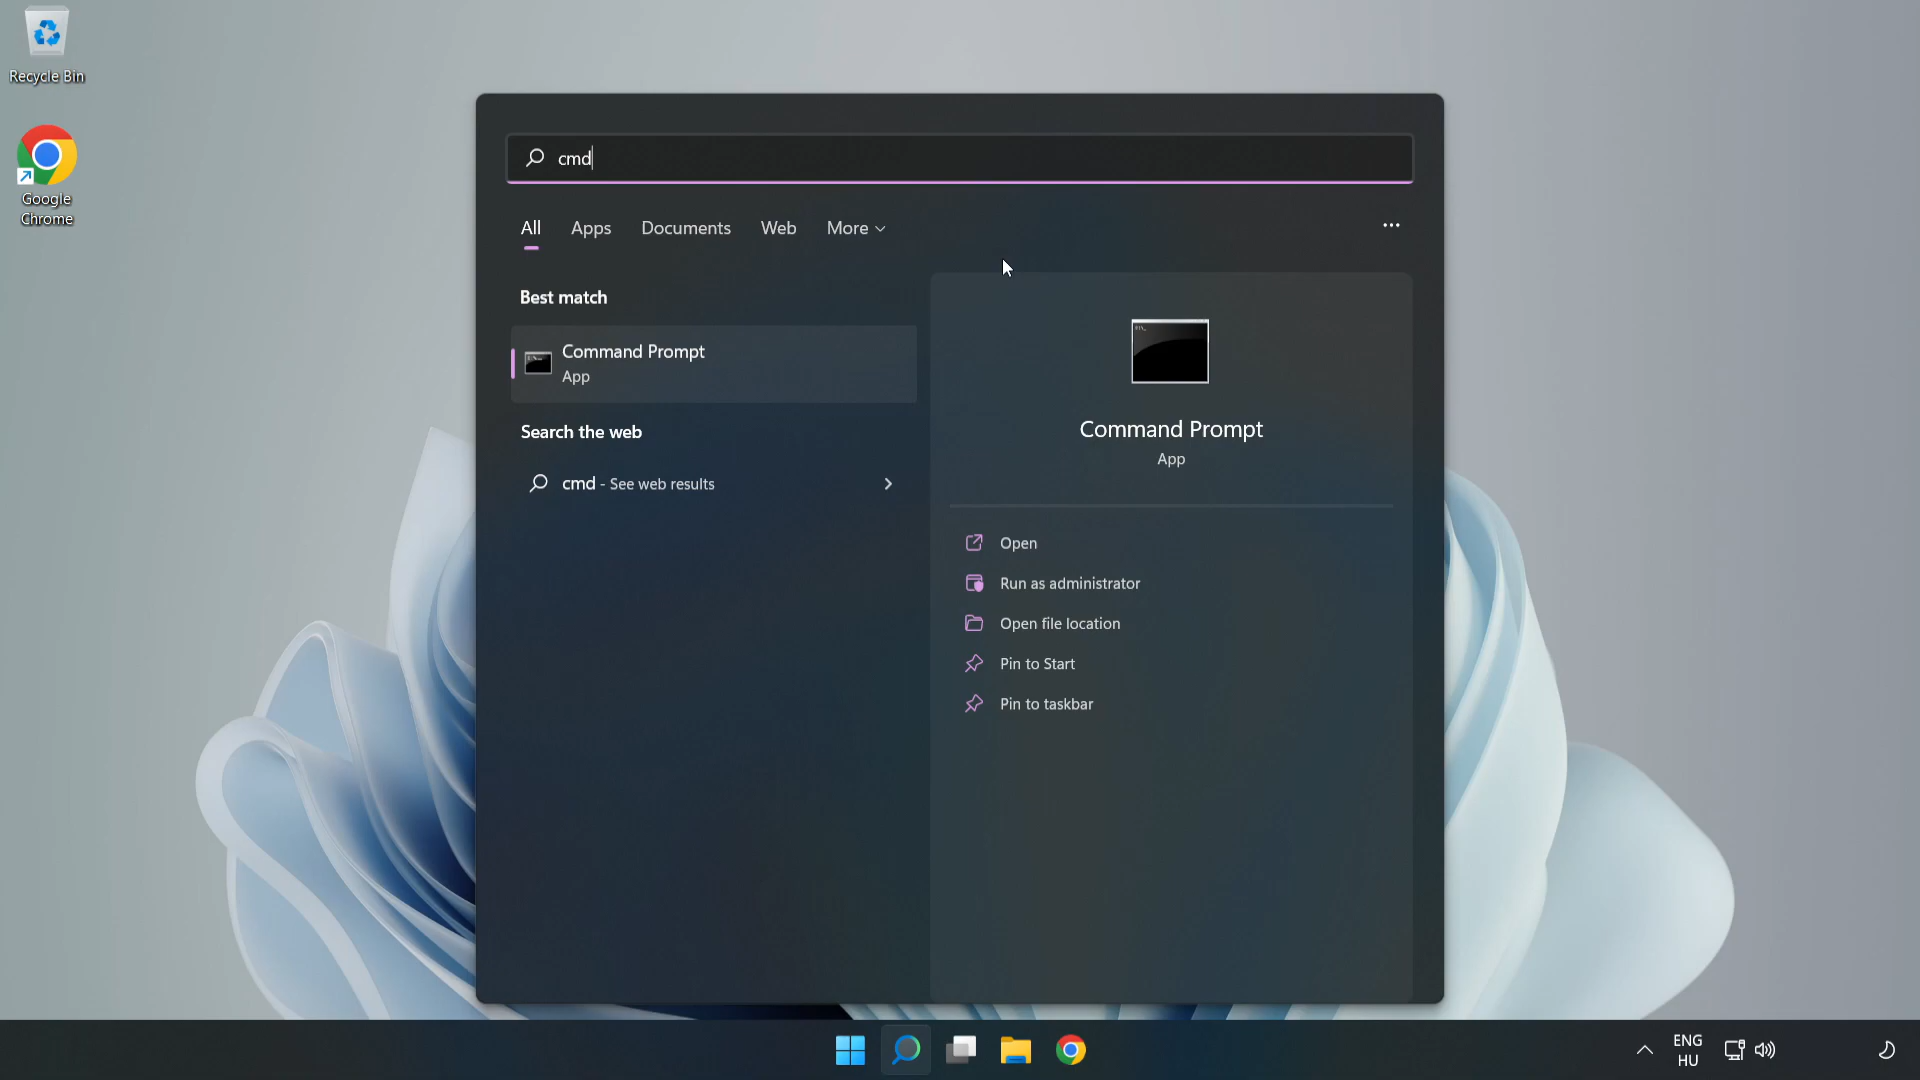 Recycle Bin
Google
Chrome
cmd
All
Apps
Documents
Web
More
Best match
Command Prompt
App
Search the web
cmd - See web results
Command Prompt
App
Open
Run as administrator
Open file location
Pin to Start
Pin to taskbar
ENG
HU